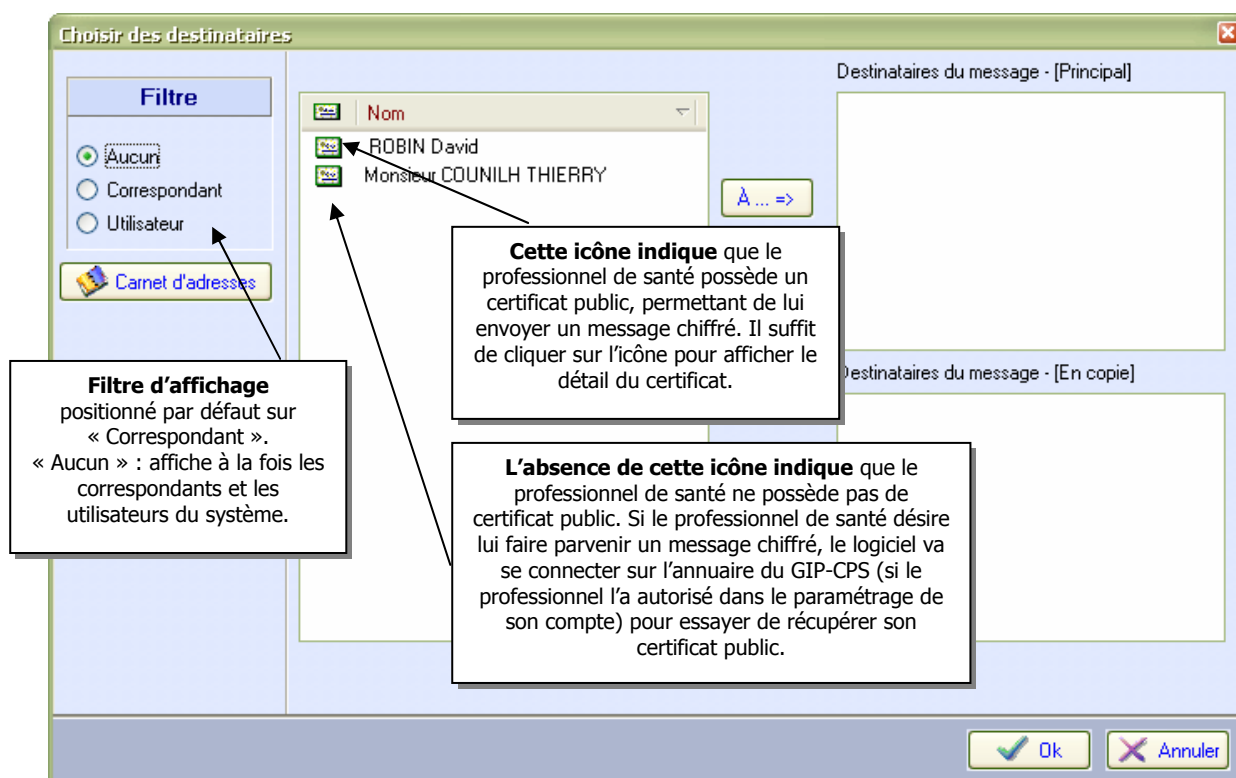 Choisir des destinataires
Filtre
Aucun
Correspondant
Utilisateur
Carnet d'adresses
Nom
ROBIN David
Monsieur COUNILH THIERRY
À ... =>
Destinataires du message - [Principal]
Destinataires du message - [En copie]
Cette icône indique que le
professionnel de santé possède un
certificat public, permettant de lui
envoyer un message chiffré. Il suffit
de cliquer sur l'icône pour afficher le
détail du certificat.
Filtre d'affichage
positionné par défaut sur
« Correspondant ».
« Aucun » : affiche à la fois les
correspondants et les
utilisateurs du système.
L'absence de cette icône indique que le
professionnel de santé ne possède pas de
certificat public. Si le professionnel de santé désire
lui faire parvenir un message chiffré, le logiciel va
se connecter sur l'annuaire du GIP-CPS (si le
professionnel l'a autorisé dans le paramétrage de
son compte) pour essayer de récupérer son
certificat public.
Ok
Annuler